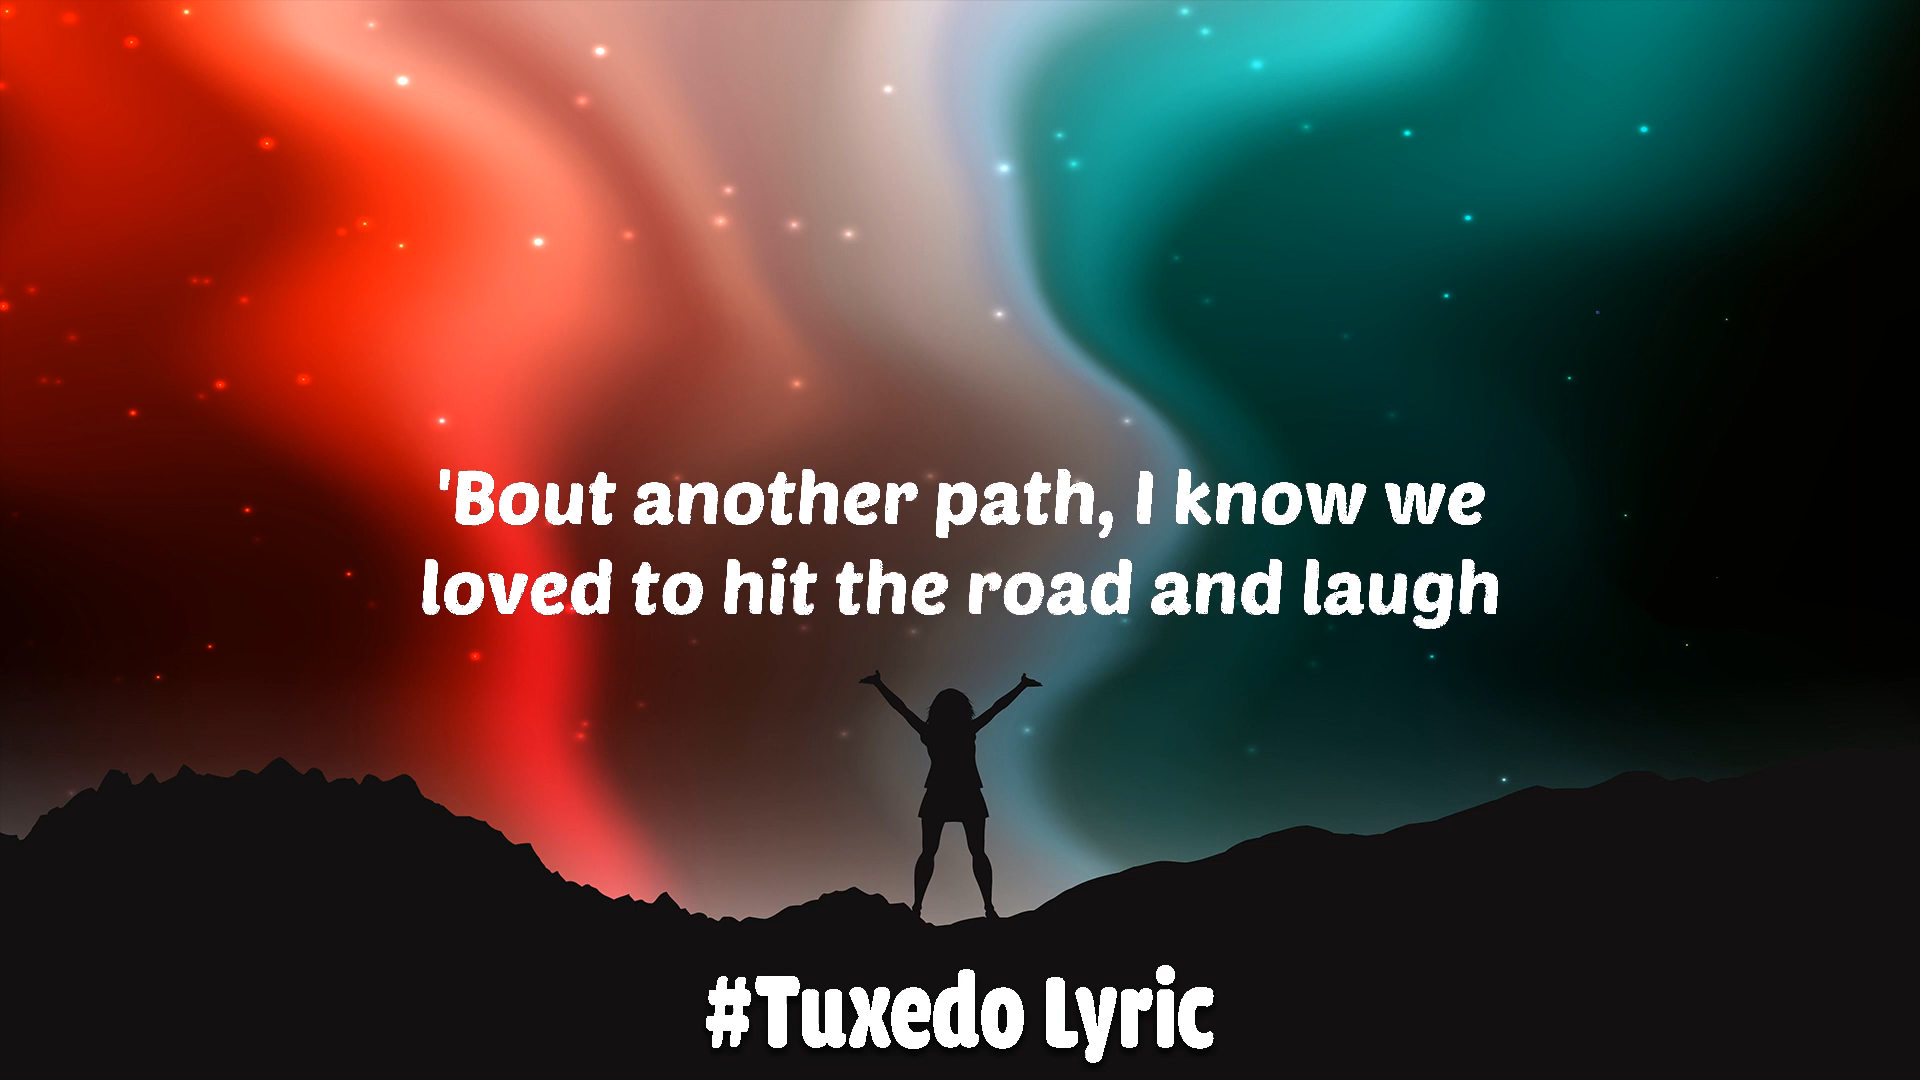 'Bout another path, I know we
loved to hit the road and laugh
#Tuxedo Lyric